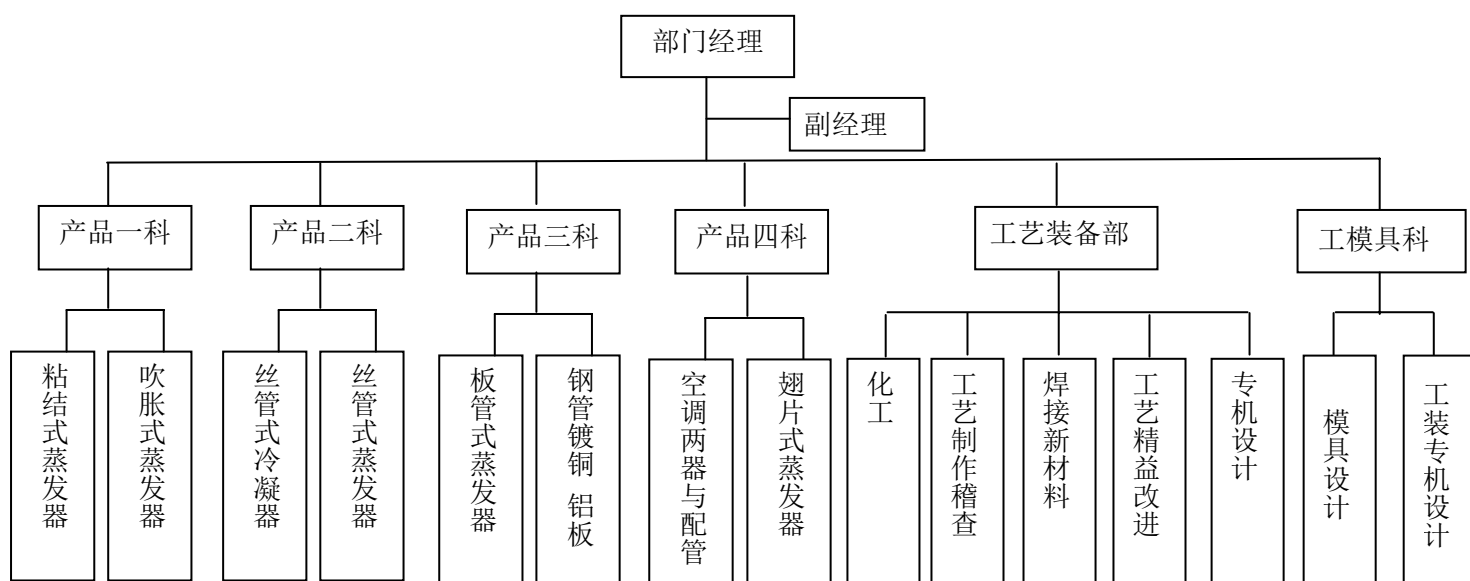 部门经理
副经理
产品一科
产品二科
产品三科
产品四科
工艺装备部
工模具科
粘结式蒸发器
吹胀式蒸发器
丝管式冷凝器
丝管式蒸发器
板管式蒸发器
钢管镀铜 铝板
空调两器与配管
翅片式蒸发器
化工
工艺制作稽查
焊接新材料
工艺精益改进
专机设计
模具设计
工装专机设计